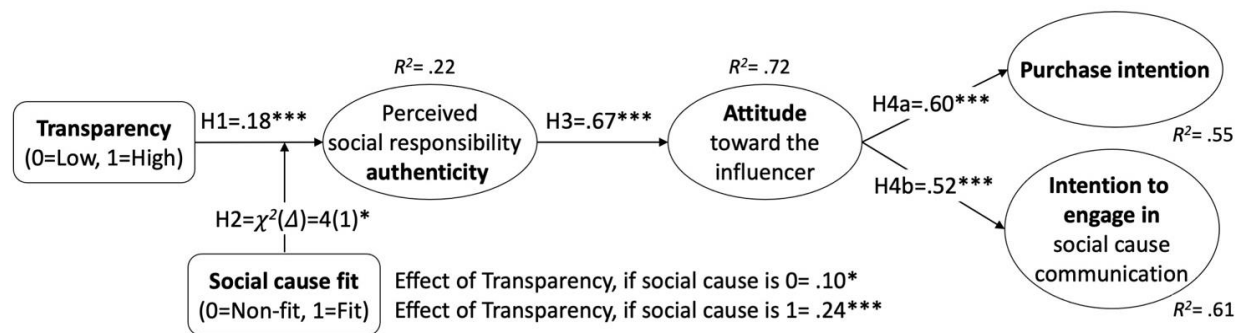 R²= .22
R²= .72
Purchase intention
R²= .55
Transparency
(0=Low, 1=High)
H1=.18***
Perceived
social responsibility
authenticity
H3=.67***
Attitude
toward the
influencer
H4a=.60***
H4b=.52***
Intention to
engage in
social cause
communication
R²= .61
H2=χ²(Δ)=4(1)*
Social cause fit
(0=Non-fit, 1=Fit)
Effect of Transparency, if social cause is 0= .10*
Effect of Transparency, if social cause is 1= .24***